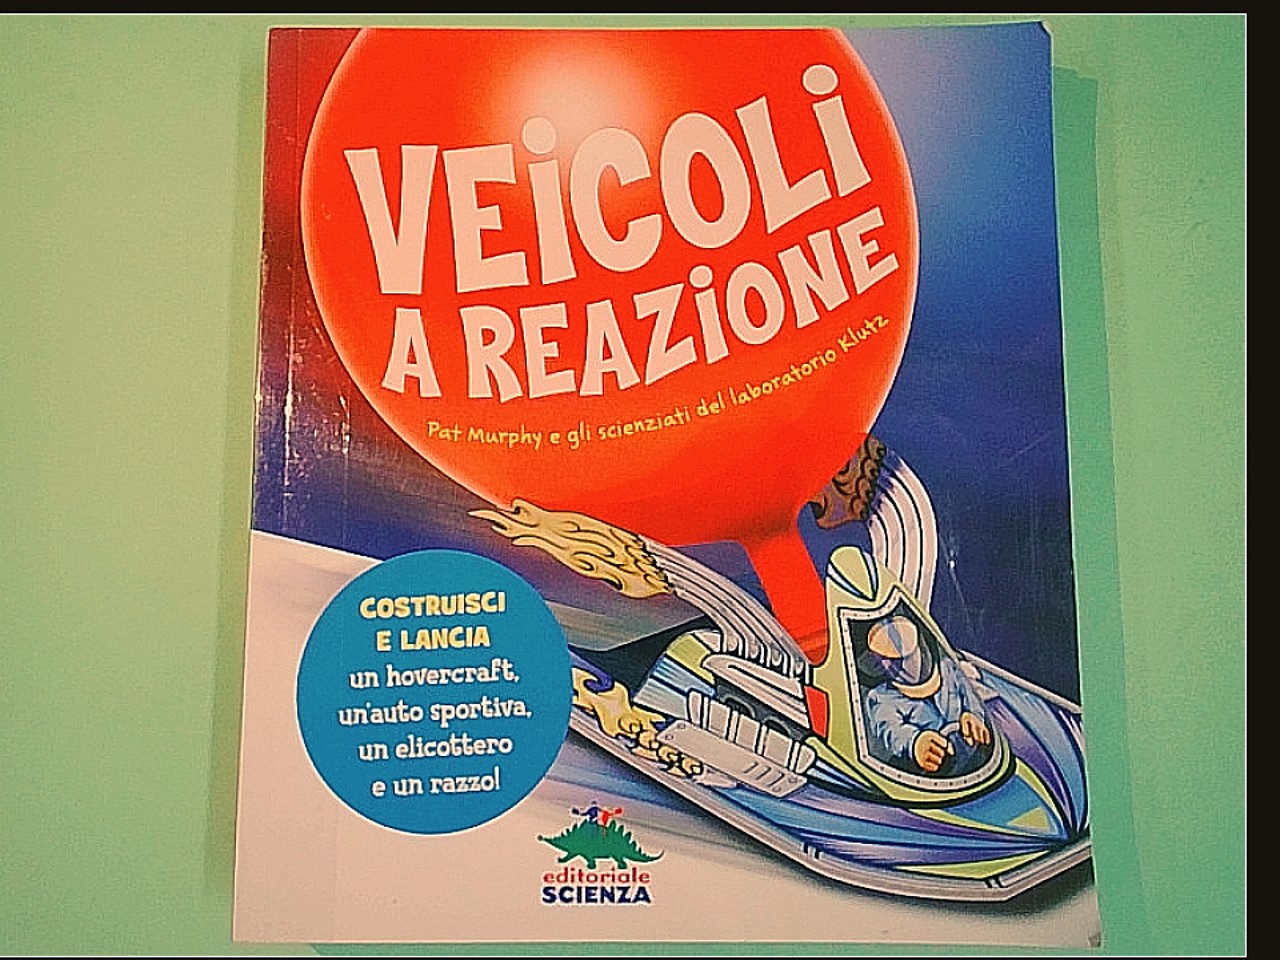 VEiCOLi
A REAZiONE
Pat Murphy e gli scienziati del laboratorio Klutz
COSTRUISCI
E LANCIA
un hovercraft,
un'auto sportiva,
un elicottero
e un razzo!
editoriale
SCIENZA